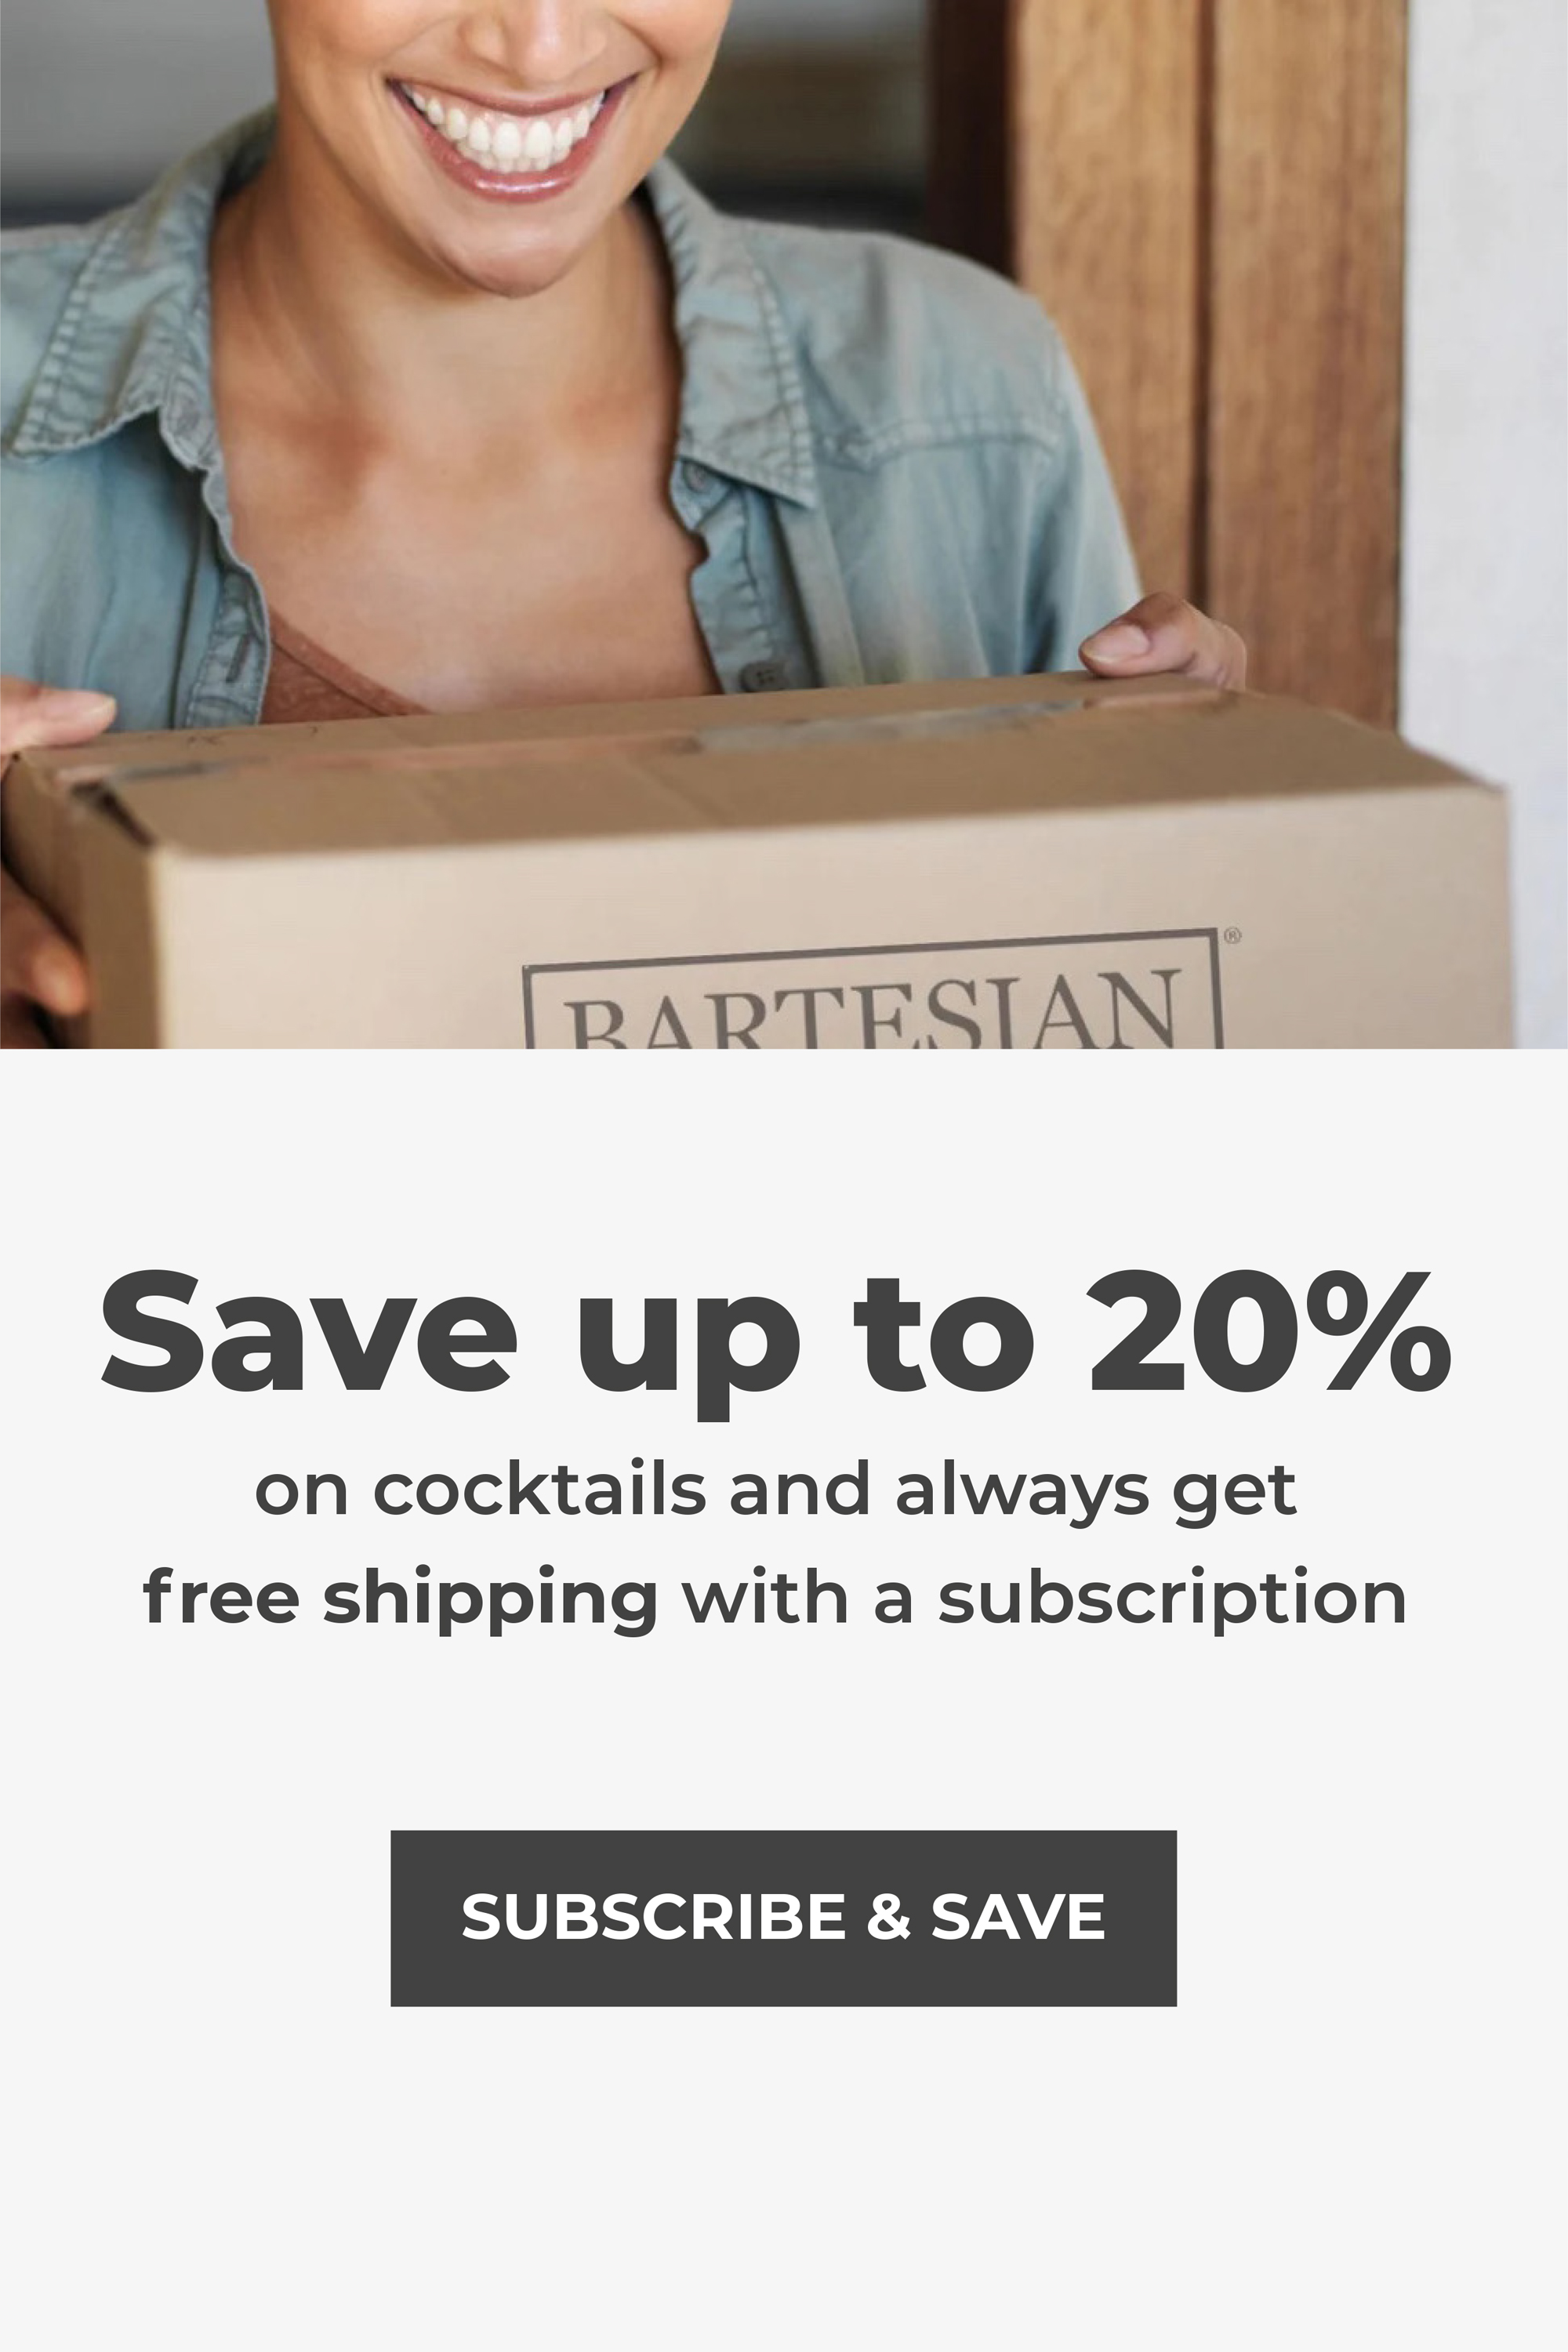 BARTESIAN
®
Save up to 20%
on cocktails and always get
free shipping with a subscription
SUBSCRIBE & SAVE